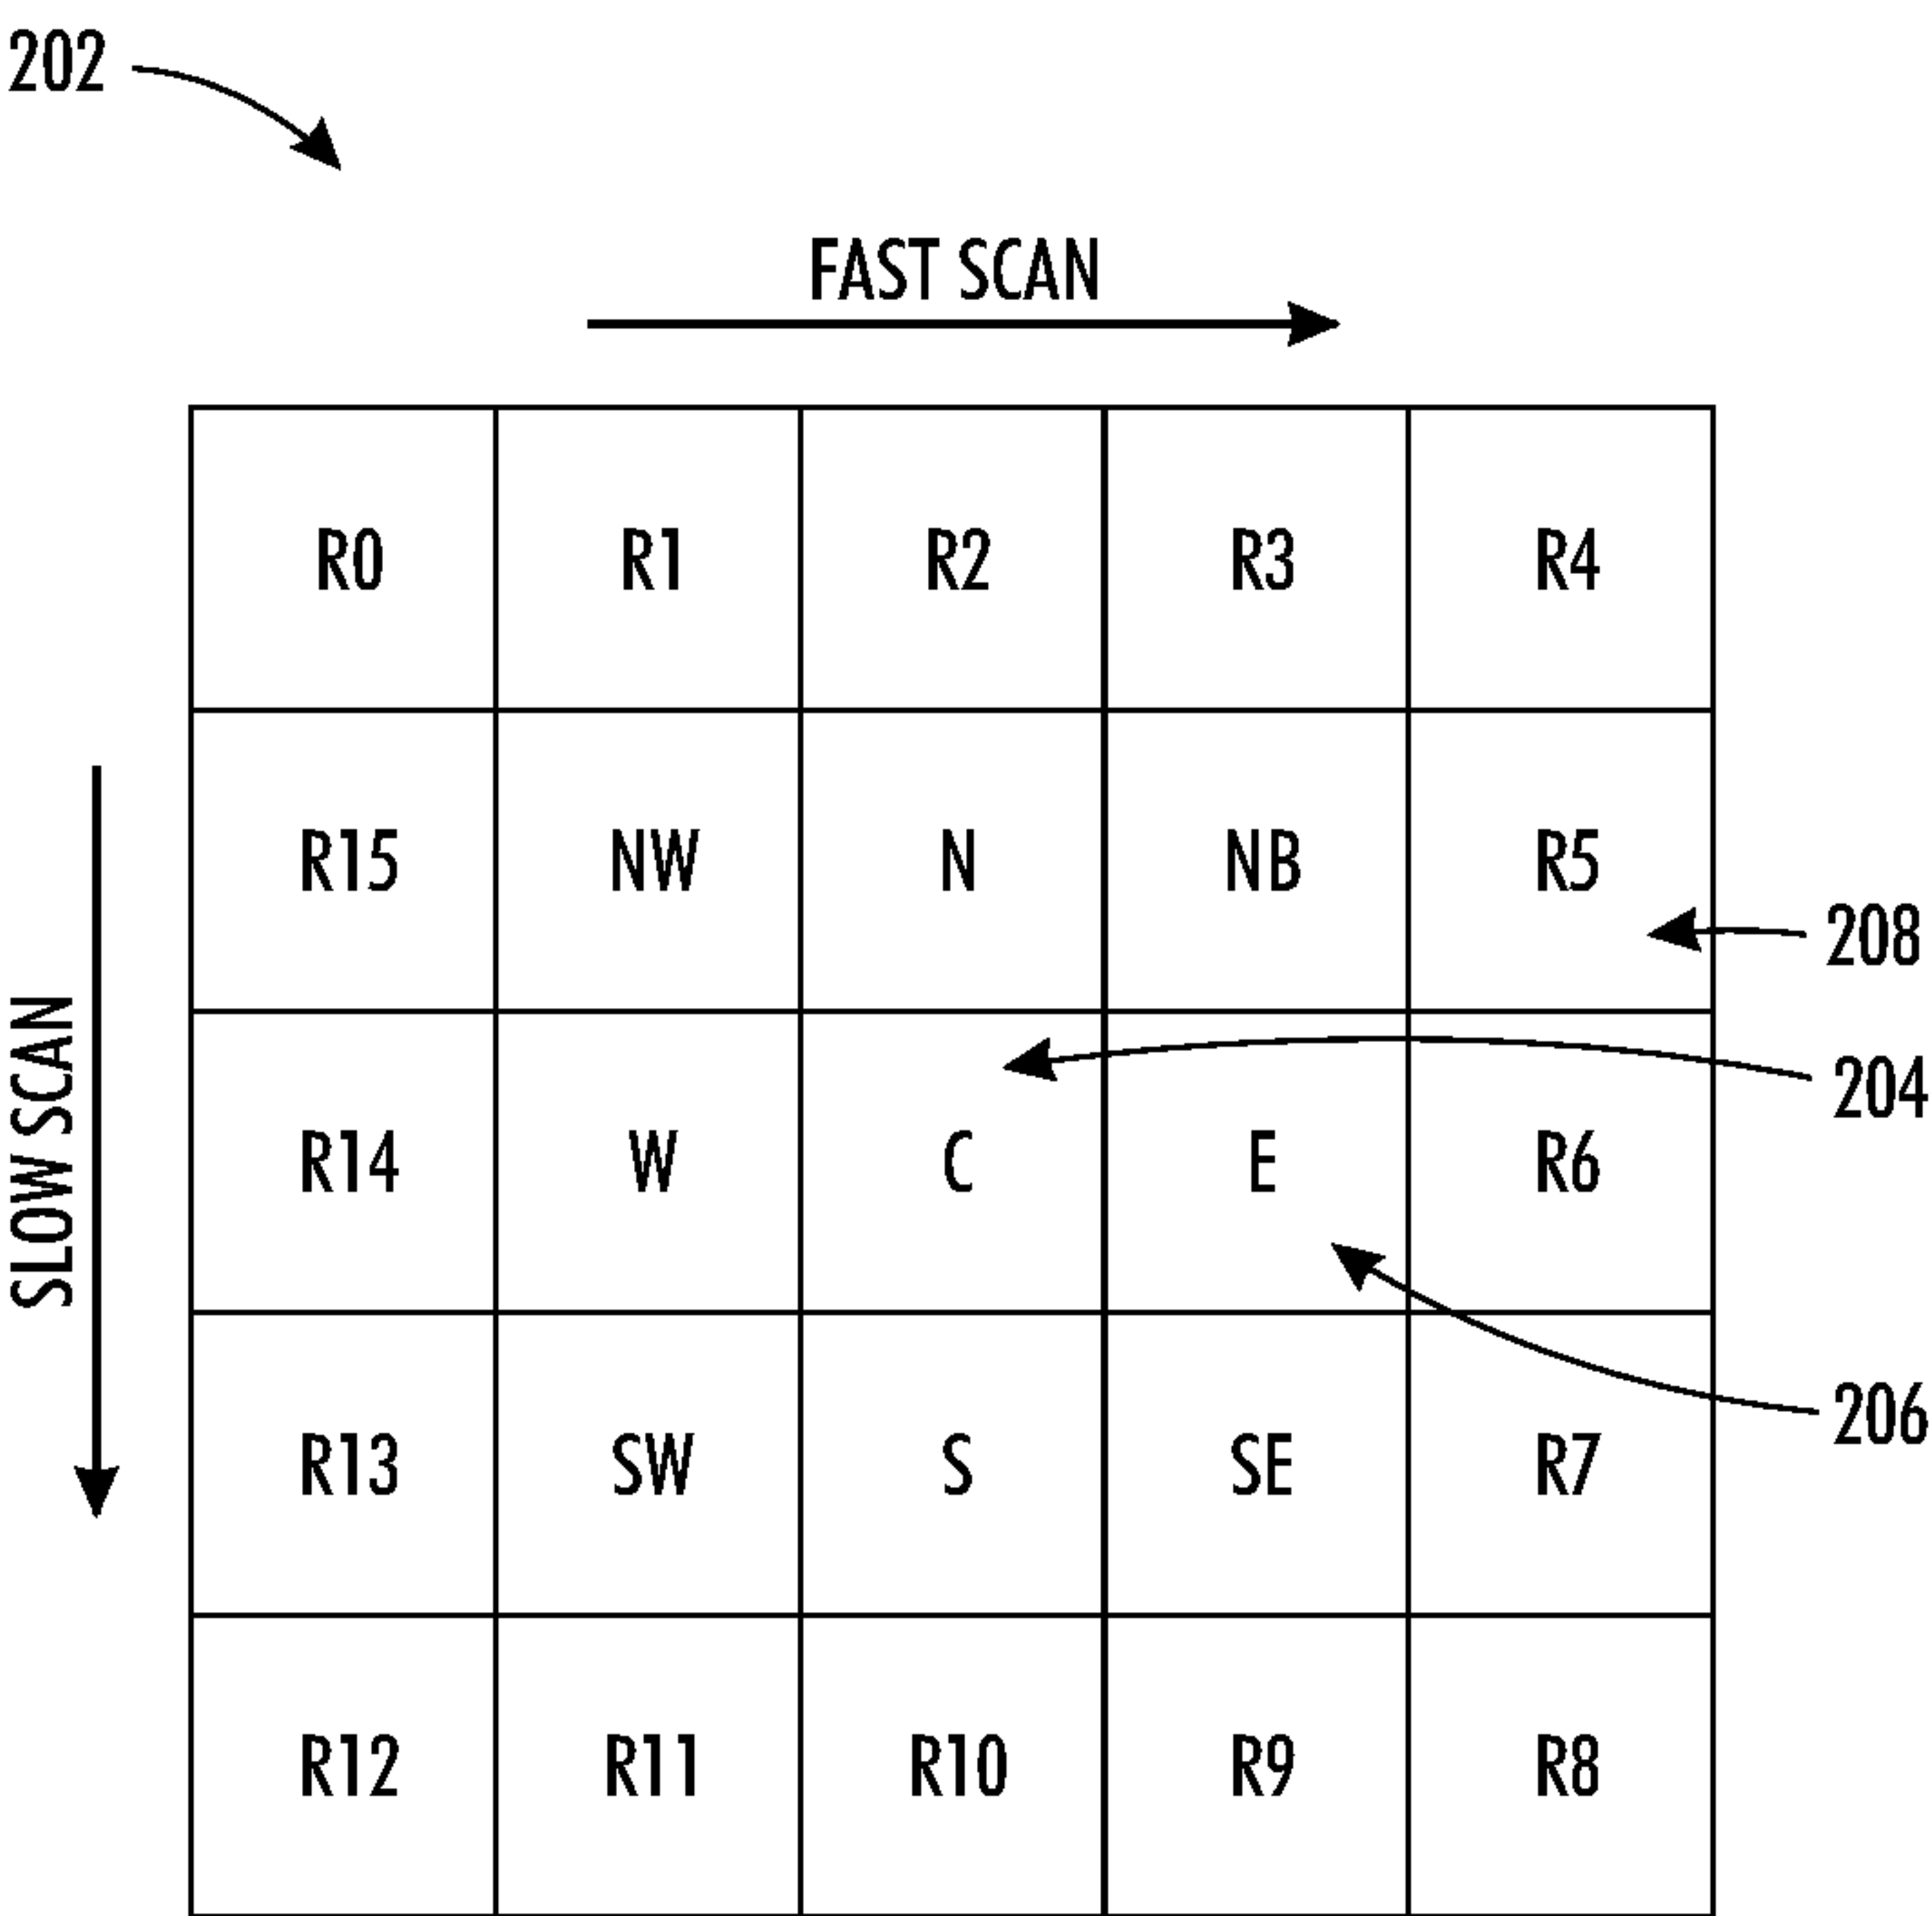 202
FAST SCAN
R0 R1 R2 R3 R4
R15 NW N NB R5
208
SLOW SCAN
204
R14 W C E R6
206
R13 SW S SE R7
R12 R11 R10 R9 R8